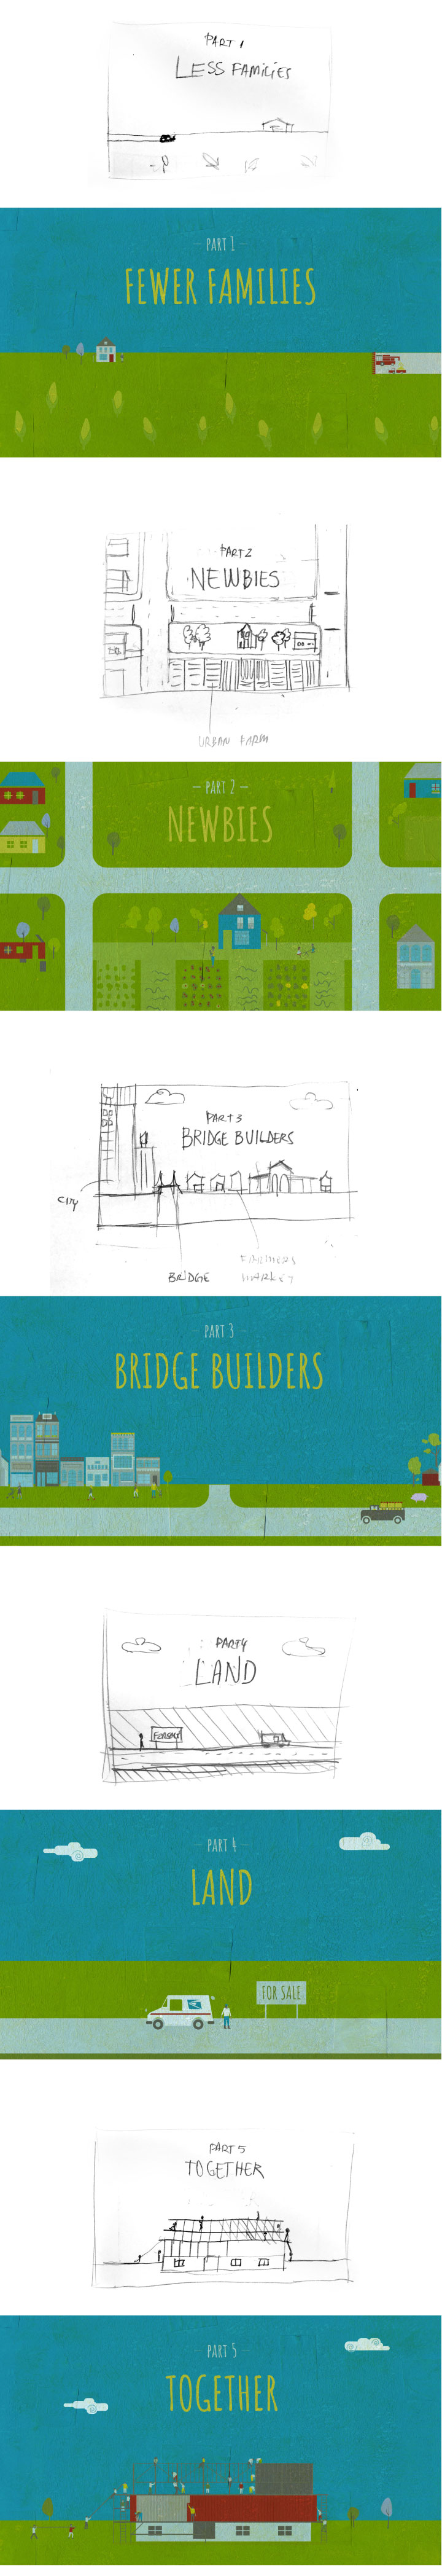 PART 1
LESS FAMILIES
PART 1
FEWER FAMILIES
PART 2
NEWBIES
URBAN FARM
PART 2
NEWBIES
PART 3
BRIDGE BUILDERS
CITY
FARMERS
BRIDGE MARKET
PART 3
BRIDGE BUILDERS
PART 4
LAND
FOR SALE
PART 4
LAND
FOR SALE
PART 5
TOGETHER
PART 5
TOGETHER